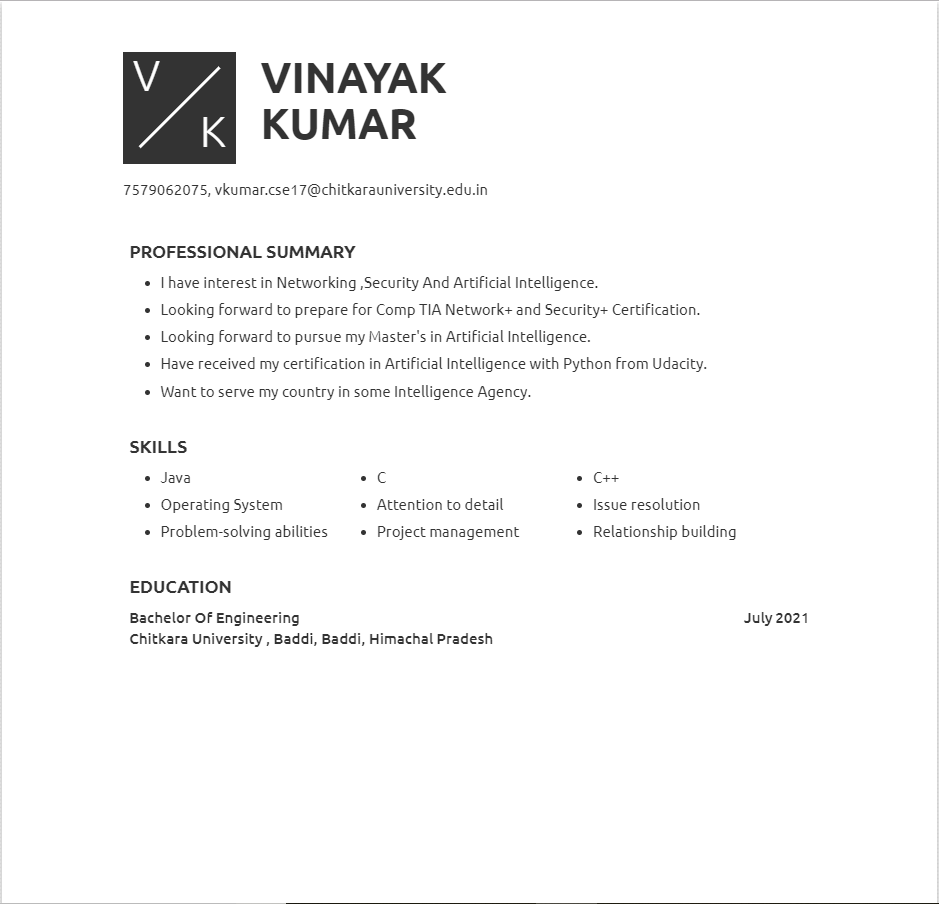 V
K
VINAYAK
KUMAR
7579062075, vkumar.cse17@chitkarauniversity.edu.in
PROFESSIONAL SUMMARY
• I have interest in Networking ,Security And Artificial Intelligence.
• Looking forward to prepare for Comp TIA Network+ and Security+ Certification.
• Looking forward to pursue my Master's in Artificial Intelligence.
• Have received my certification in Artificial Intelligence with Python from Udacity.
• Want to serve my country in some Intelligence Agency.
SKILLS
• Java • C • C++
• Operating System • Attention to detail • Issue resolution
• Problem-solving abilities • Project management • Relationship building
EDUCATION
Bachelor Of Engineering July 2021
Chitkara University , Baddi, Baddi, Himachal Pradesh